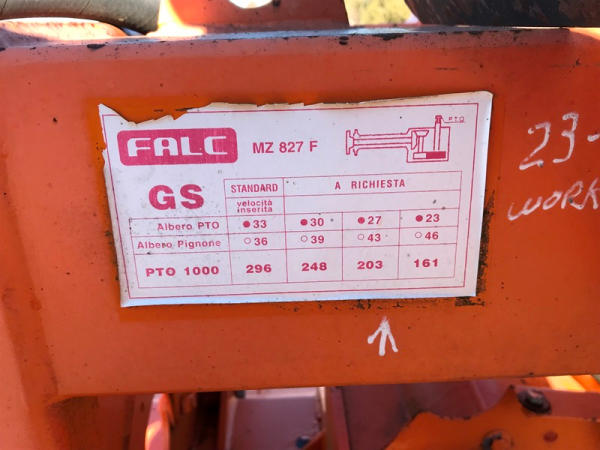 FALC MZ 827 F PTO
GS STANDARD A RICHIESTA
velocità
inserita
Albero PTO ●33 ●30 ●27 ●23
Albero Pignone ○36 ○39 ○43 ○46
PTO 1000 296 248 203 161
23-
WORK